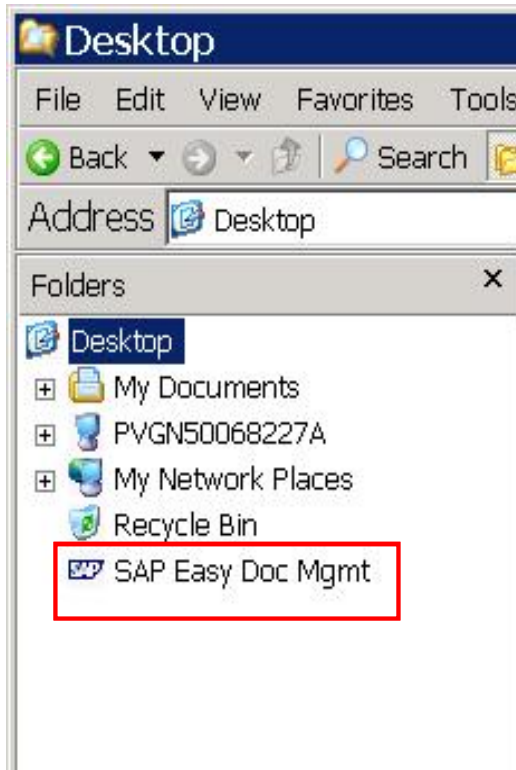 Desktop
File Edit View Favorites Tools
Back Search
Address Desktop
Folders
Desktop
My Documents
PVGN50068227A
My Network Places
Recycle Bin
SAP SAP Easy Doc Mgmt